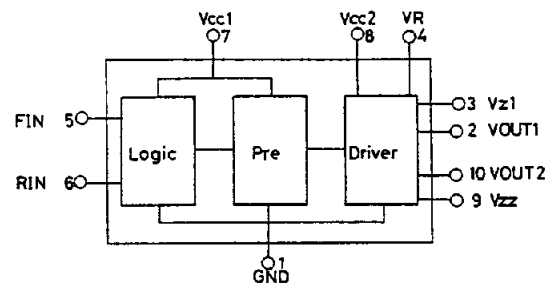 Vcc1
7
Vcc2
8
VR
4
FIN 5
RIN 6
Logic
Pre
Driver
3 Vz1
2 VOUT1
10 VOUT2
9 Vzz
1
GND